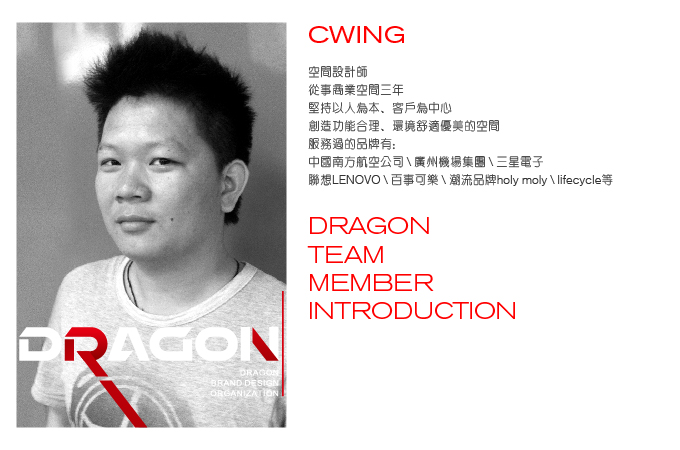 CWING
空間設計師
從事商業空間三年
堅持以人為本、客戶為中心
創造功能合理、環境舒適優美的空間
服務過的品牌有:
中國南方航空公司 \ 廣州機場集團 \ 三星電子
聯想LENOVO \ 百事可樂 \ 潮流品牌holy moly \ lifecycle等
DRAGON
TEAM
MEMBER
INTRODUCTION
DRAGON
DRAGON
BRAND DESIGN
ORGANIZATION